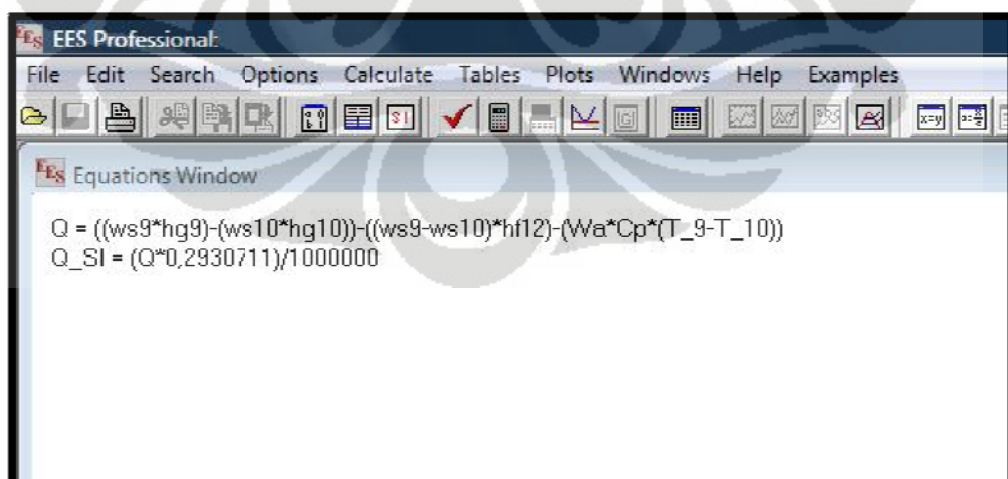 EES Professional:
File Edit Search Options Calculate Tables Plots Windows Help Examples
EES Equations Window
Q = ((ws9*hg9)-(ws10*hg10))-((ws9-ws10)*hf12)-(Wa*Cp*(T_9-T_10))
Q_SI = (Q*0,2930711)/1000000